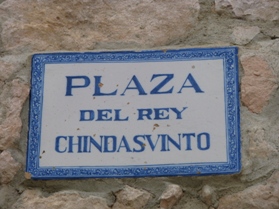 PLAZA
DEL REY
CHINDASVINTO